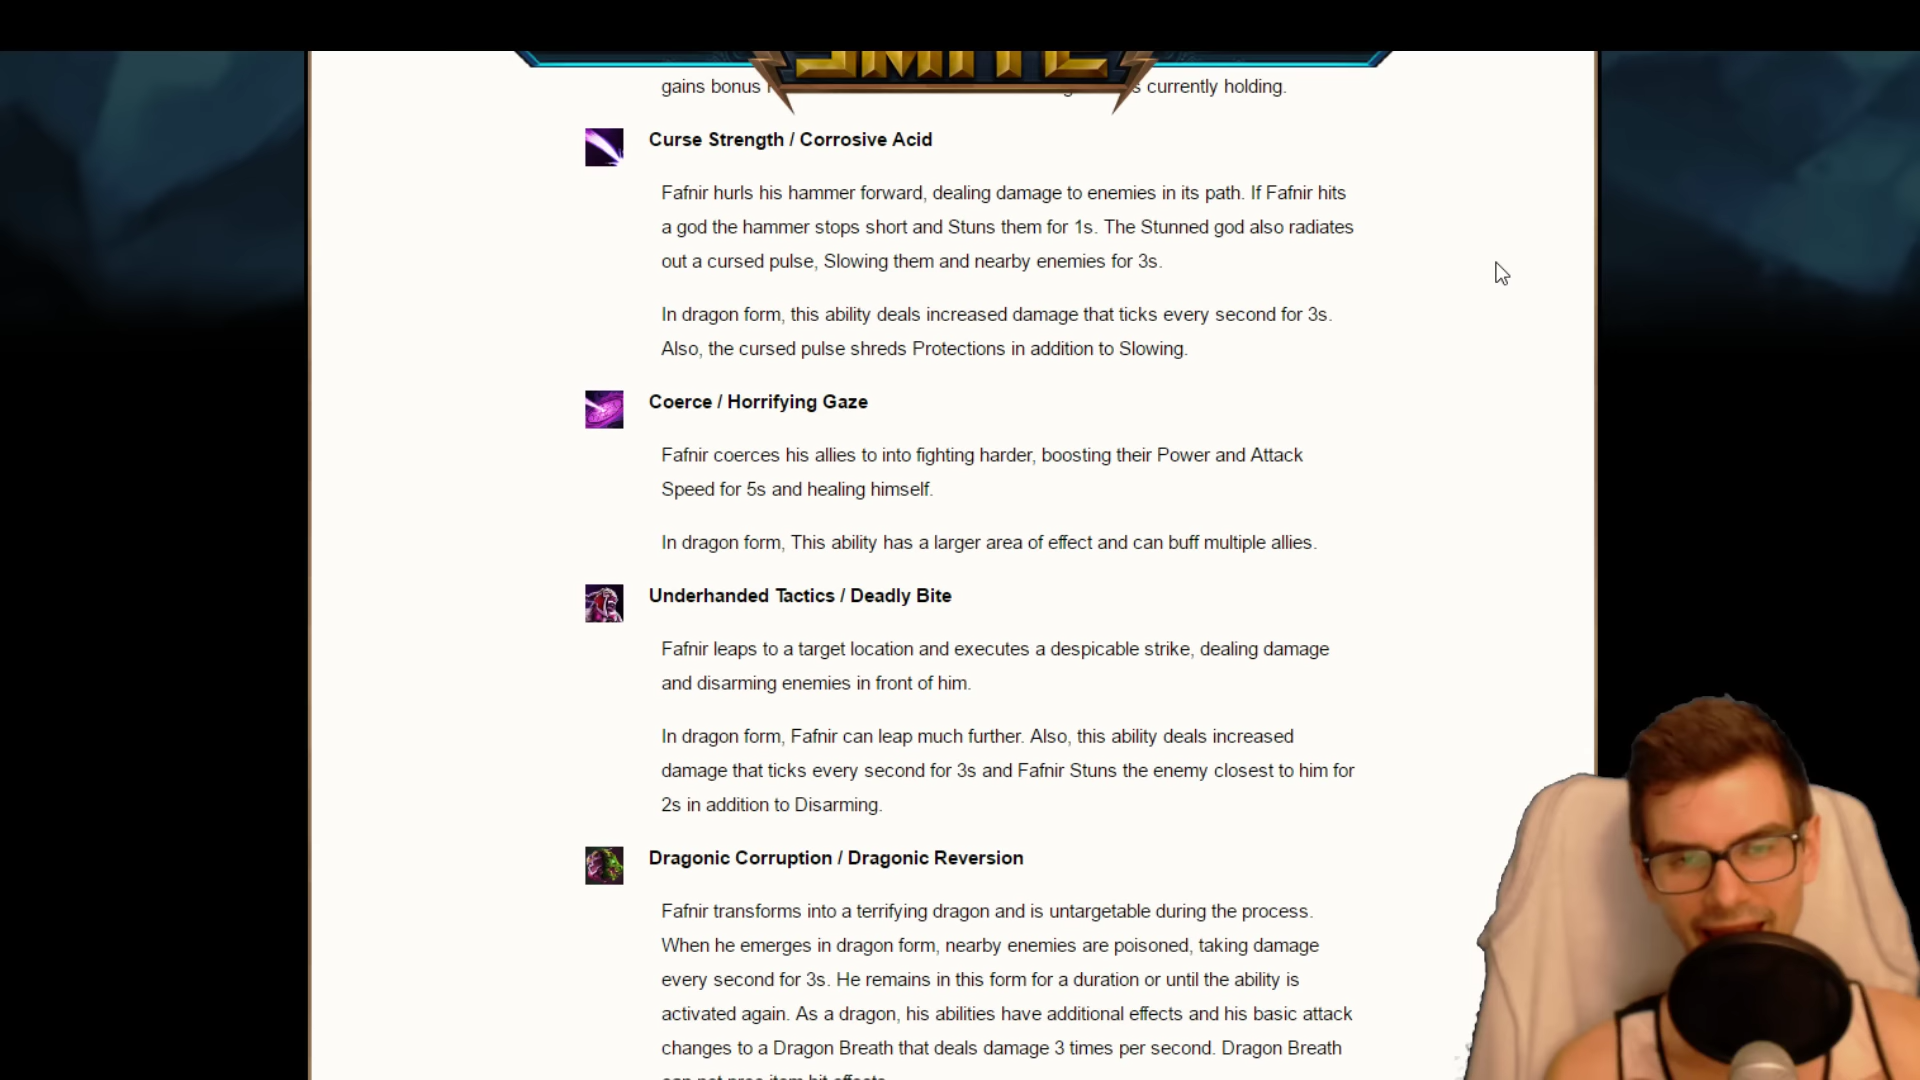 SMITE
gains bonus currently holding.
Curse Strength / Corrosive Acid
Fafnir hurls his hammer forward, dealing damage to enemies in its path. If Fafnir hits
a god the hammer stops short and Stuns them for 1s. The Stunned god also radiates
out a cursed pulse, Slowing them and nearby enemies for 3s.
In dragon form, this ability deals increased damage that ticks every second for 3s.
Also, the cursed pulse shreds Protections in addition to Slowing.
Coerce / Horrifying Gaze
Fafnir coerces his allies to into fighting harder, boosting their Power and Attack
Speed for 5s and healing himself.
In dragon form, This ability has a larger area of effect and can buff multiple allies.
Underhanded Tactics / Deadly Bite
Fafnir leaps to a target location and executes a despicable strike, dealing damage
and disarming enemies in front of him.
In dragon form, Fafnir can leap much further. Also, this ability deals increased
damage that ticks every second for 3s and Fafnir Stuns the enemy closest to him for
2s in addition to Disarming.
Dragonic Corruption / Dragonic Reversion
Fafnir transforms into a terrifying dragon and is untargetable during the process.
When he emerges in dragon form, nearby enemies are poisoned, taking damage
every second for 3s. He remains in this form for a duration or until the ability is
activated again. As a dragon, his abilities have additional effects and his basic attack
changes to a Dragon Breath that deals damage 3 times per second. Dragon Breath
can not proc item hit effects.